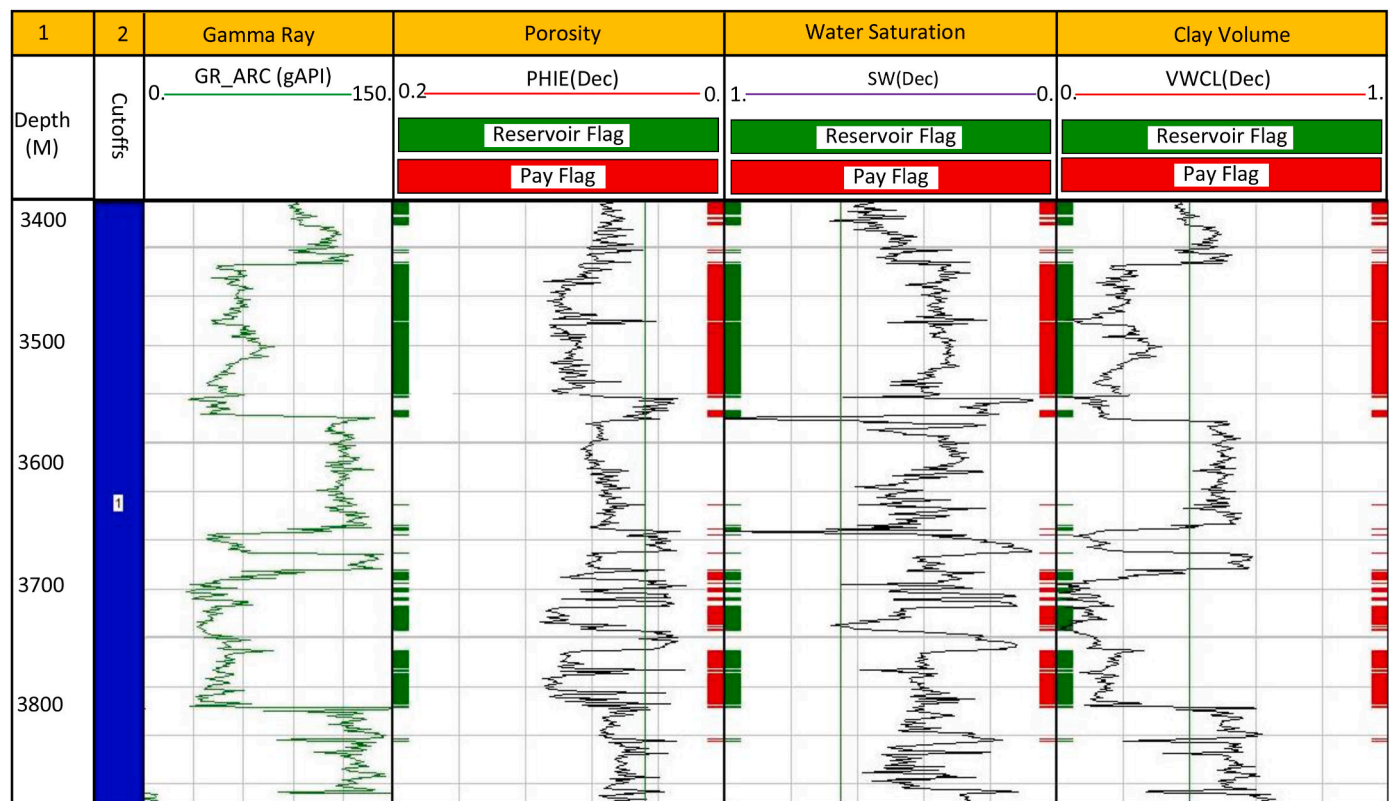 1 2 Gamma Ray Porosity Water Saturation Clay Volume
Depth
(M)
Cutoffs
GR_ARC (gAPI)
0. 150.
PHIE(Dec)
0.2 0.
Reservoir Flag
Pay Flag
SW(Dec)
1. 0.
Reservoir Flag
Pay Flag
VWCL(Dec)
0. 1.
Reservoir Flag
Pay Flag
3400
3500
3600
1
3700
3800